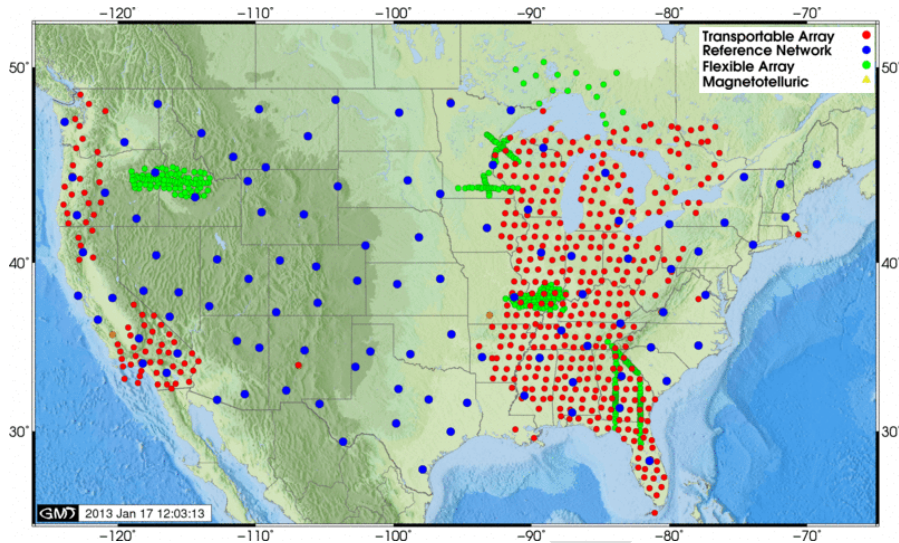 −120° −110° −100° −90° −80° −70°
Transportable Array
Reference Network
Flexible Array
Magnetotelluric
50° 50°
40° 40°
30° 30°
GMT 2013 Jan 17 12:03:13
−120° −110° −100° −90° −80° −70°